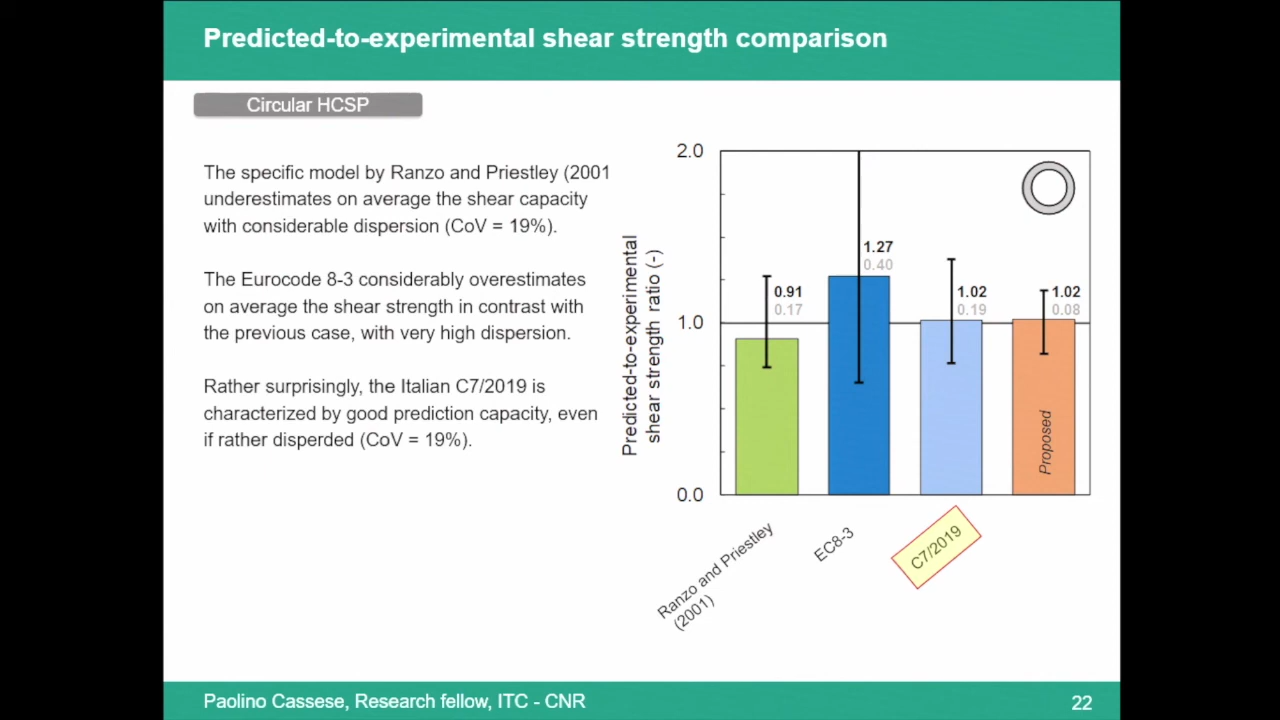 Predicted-to-experimental shear strength comparison
Circular HCSP
The specific model by Ranzo and Priestley (2001
underestimates on average the shear capacity
with considerable dispersion (CoV = 19%).
The Eurocode 8-3 considerably overestimates
on average the shear strength in contrast with
the previous case, with very high dispersion.
Rather surprisingly, the Italian C7/2019 is
characterized by good prediction capacity, even
if rather disperded (CoV = 19%).
Predicted-to-experimental
shear strength ratio (-)
2.0
1.0
0.0
0.91
0.17
1.27
0.40
1.02
0.19
1.02
0.08
Proposed
Ranzo and Priestley
(2001)
EC8-3
C7/2019
Paolino Cassese, Research fellow, ITC - CNR
22